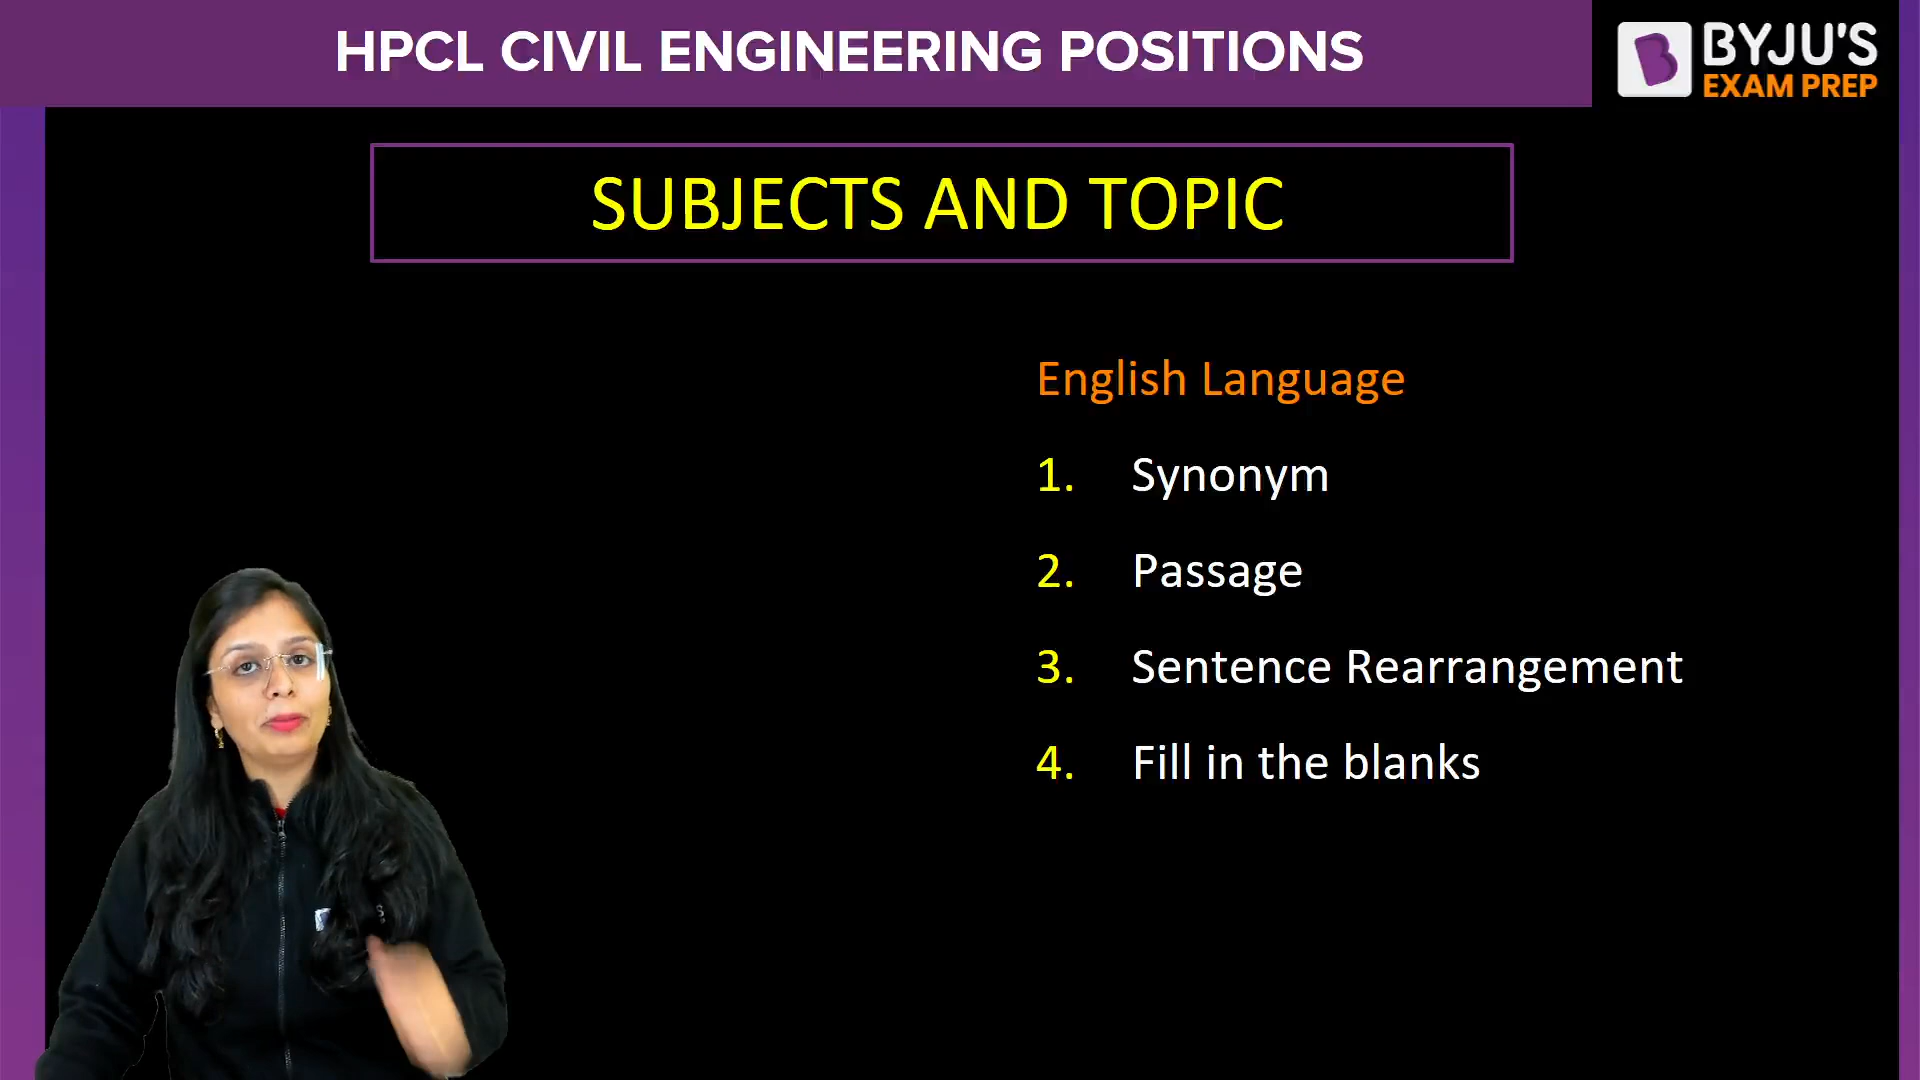 HPCL CIVIL ENGINEERING POSITIONS
BYJU'S
EXAM PREP
SUBJECTS AND TOPIC
English Language
1. Synonym
2. Passage
3. Sentence Rearrangement
4. Fill in the blanks